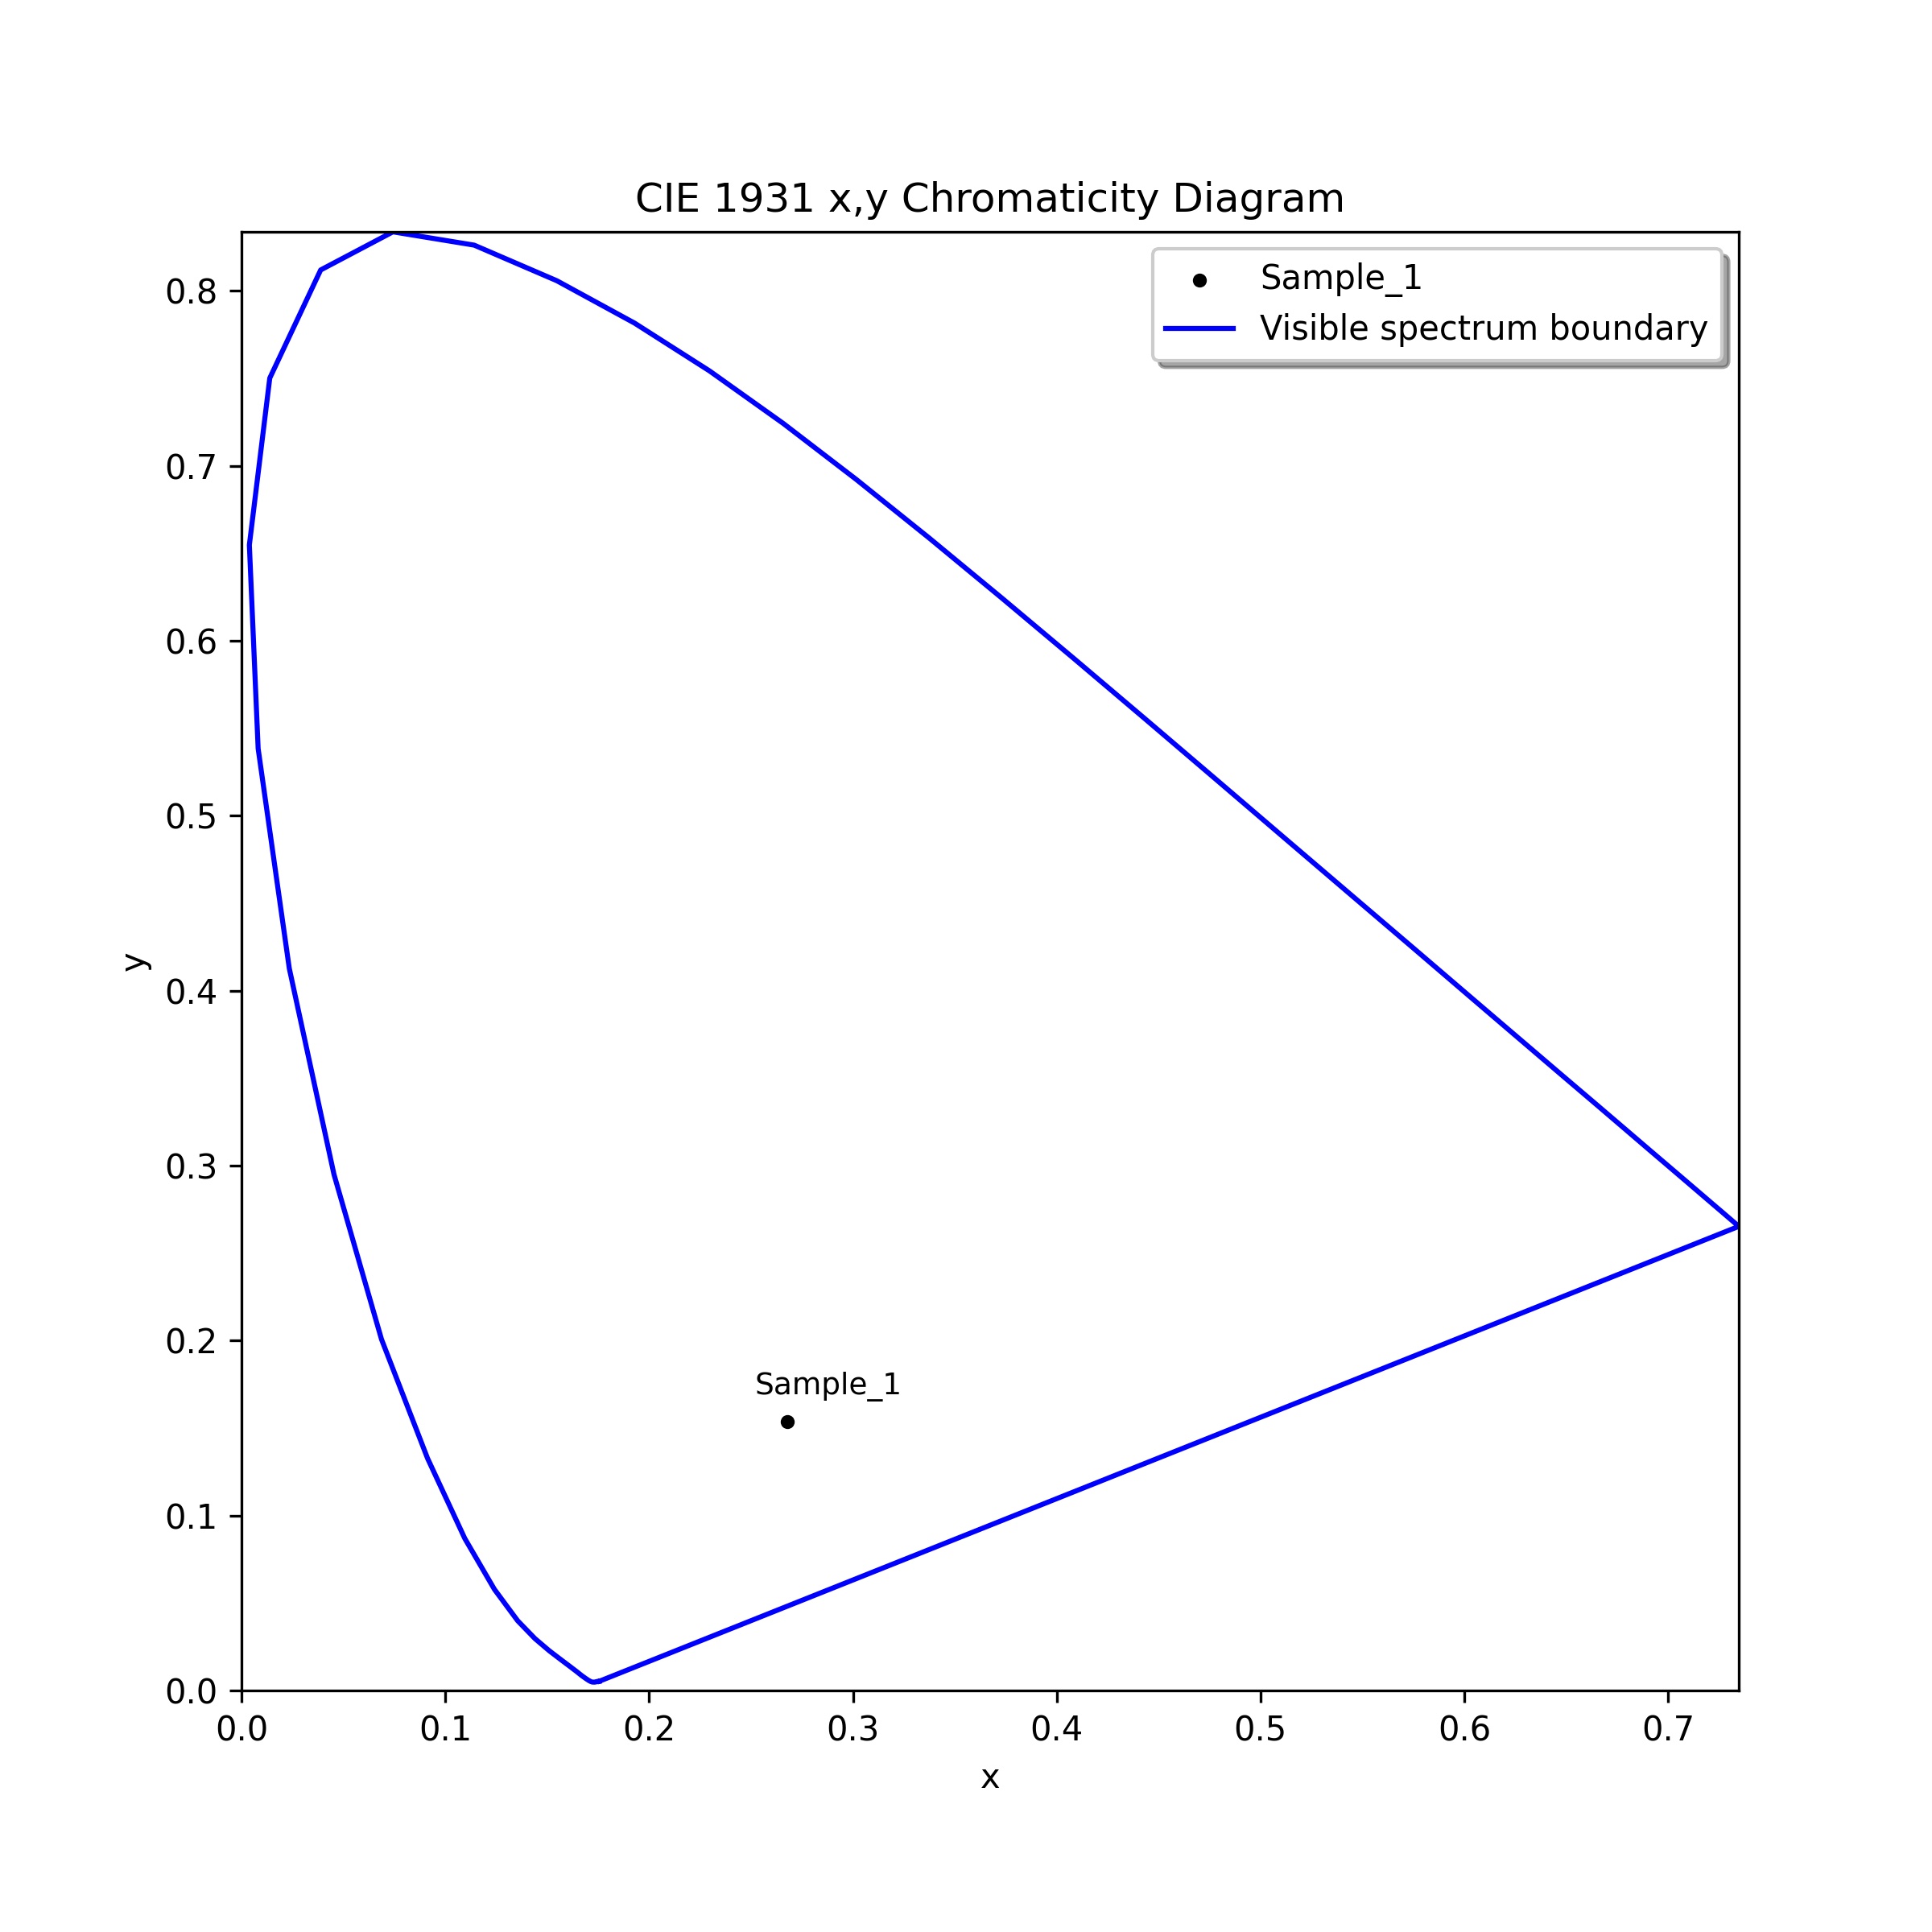 CIE 1931 x,y Chromaticity Diagram
Sample_1
Visible spectrum boundary
0.8
0.7
0.6
0.5
0.4
0.3
0.2
0.1
0.0
y
Sample_1
0.0 0.1 0.2 0.3 0.4 0.5 0.6 0.7
x